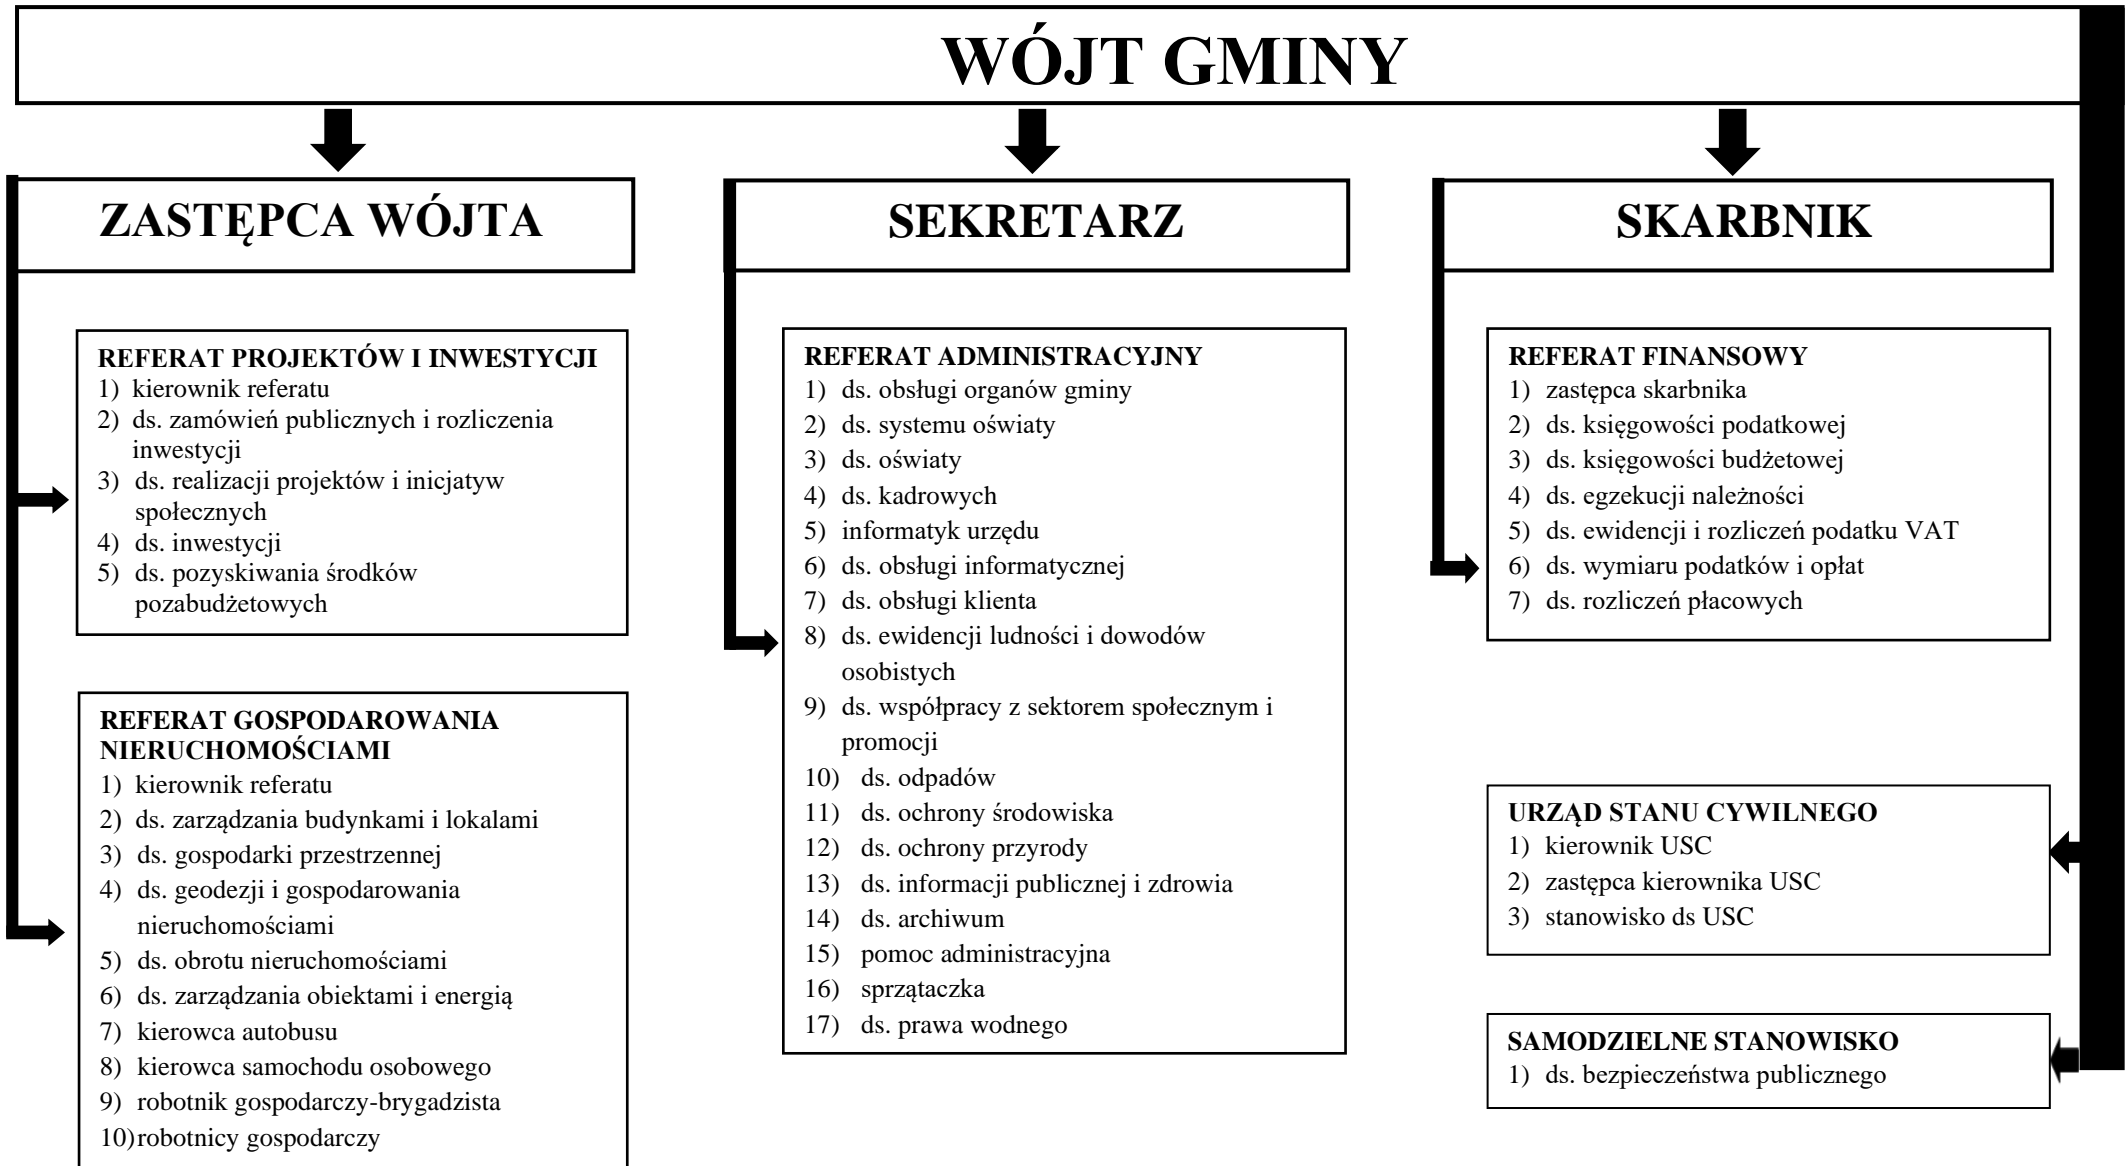 WÓJT GMINY
ZASTĘPCA WÓJTA
REFERAT PROJEKTÓW I INWESTYCJI
1) kierownik referatu
2) ds. zamówień publicznych i rozliczenia
inwestycji
3) ds. realizacji projektów i inicjatyw
społecznych
4) ds. inwestycji
5) ds. pozyskiwania środków
pozabudżetowych
REFERAT GOSPODAROWANIA
NIERUCHOMOŚCIAMI
1) kierownik referatu
2) ds. zarządzania budynkami i lokalami
3) ds. gospodarki przestrzennej
4) ds. geodezji i gospodarowania
nieruchomościami
5) ds. obrotu nieruchomościami
6) ds. zarządzania obiektami i energią
7) kierowca autobusu
8) kierowca samochodu osobowego
9) robotnik gospodarczy-brygadzista
10)robotnicy gospodarczy
SEKRETARZ
REFERAT ADMINISTRACYJNY
1) ds. obsługi organów gminy
2) ds. systemu oświaty
3) ds. oświaty
4) ds. kadrowych
5) informatyk urzędu
6) ds. obsługi informatycznej
7) ds. obsługi klienta
8) ds. ewidencji ludności i dowodów
osobistych
9) ds. współpracy z sektorem społecznym i
promocji
10) ds. odpadów
11) ds. ochrony środowiska
12) ds. ochrony przyrody
13) ds. informacji publicznej i zdrowia
14) ds. archiwum
15) pomoc administracyjna
16) sprzątaczka
17) ds. prawa wodnego
SKARBNIK
REFERAT FINANSOWY
1) zastępca skarbnika
2) ds. księgowości podatkowej
3) ds. księgowości budżetowej
4) ds. egzekucji należności
5) ds. ewidencji i rozliczeń podatku VAT
6) ds. wymiaru podatków i opłat
7) ds. rozliczeń płacowych
URZĄD STANU CYWILNEGO
1) kierownik USC
2) zastępca kierownika USC
3) stanowisko ds USC
SAMODZIELNE STANOWISKO
1) ds. bezpieczeństwa publicznego